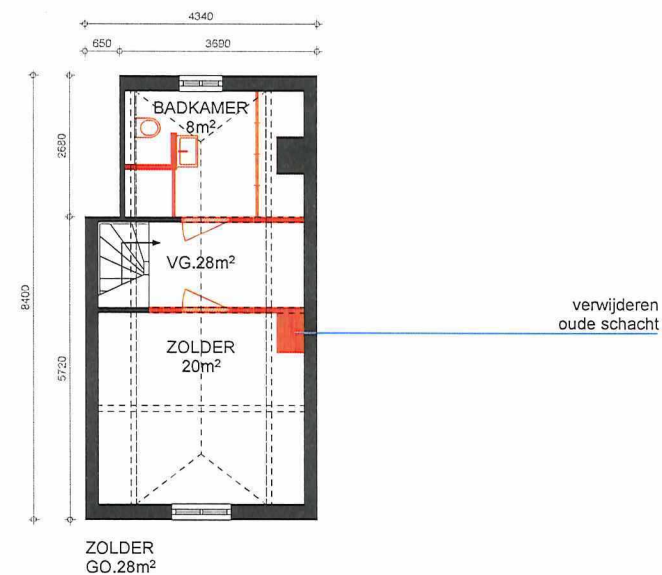 4340
650
3690
BADKAMER
8m²
2680
VG.28m²
8400
verwijderen
oude schacht
ZOLDER
20m²
5720
ZOLDER
GO.28m²